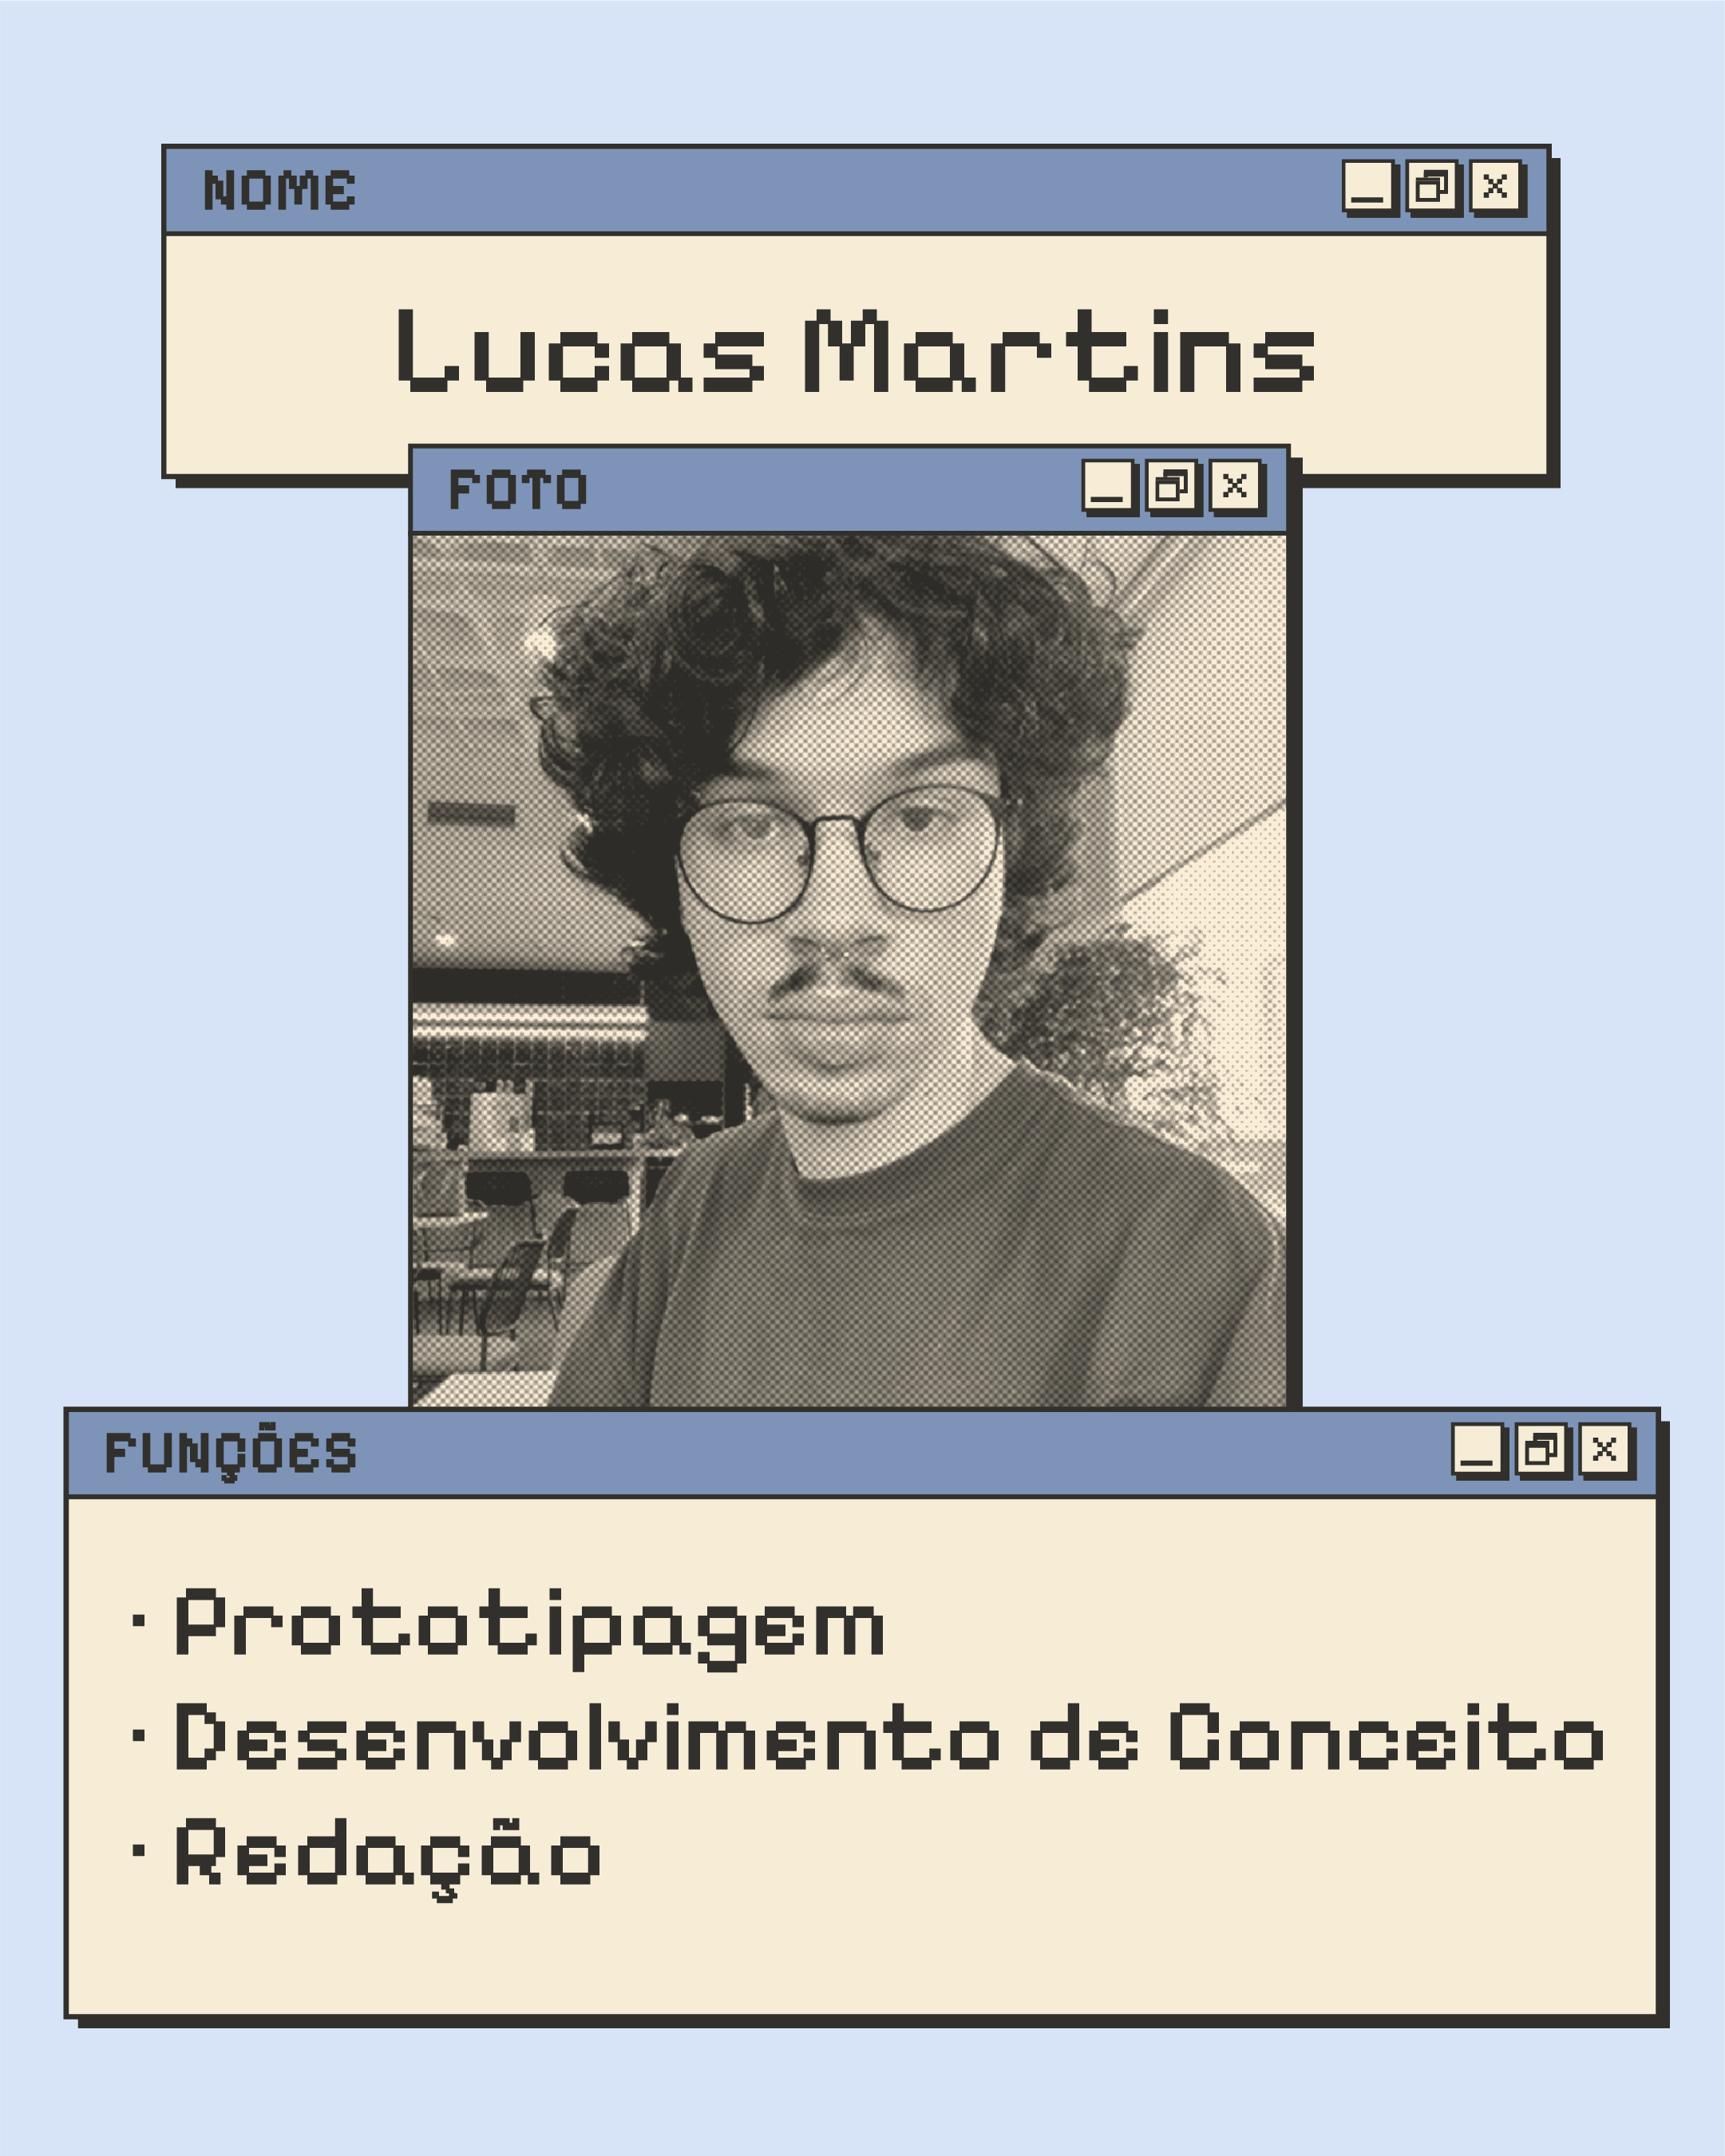 NOME
Lucas Martins
FOTO
FUNÇÕES
· Prototipagem
· Desenvolvimento de Conceito
· Redação